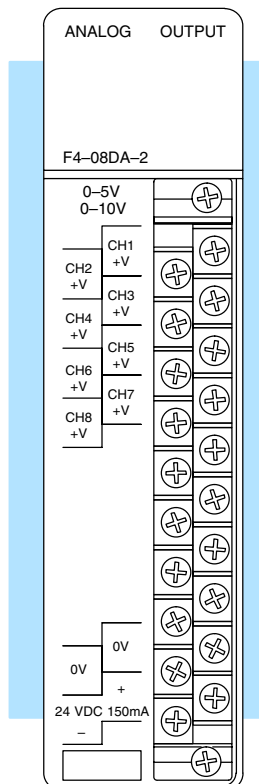 ANALOG OUTPUT
F4–08DA–2
0–5V
0–10V
CH1
+V
CH2
+V
CH3
+V
CH4
+V
CH5
+V
CH6
+V
CH7
+V
CH8
+V
0V
0V
+
24 VDC 150mA
–